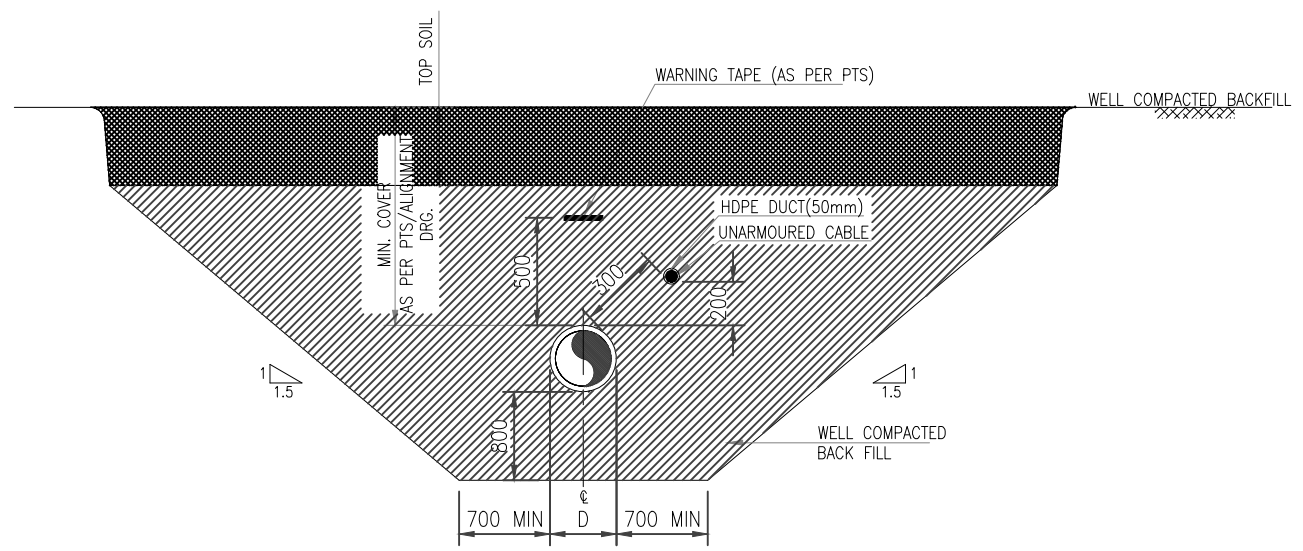 TOP SOIL
WARNING TAPE (AS PER PTS)
WELL COMPACTED BACKFILL
MIN. COVER
AS PER PTS/ALIGNMENT
DRG.
HDPE DUCT(50mm)
UNARMOURED CABLE
500
300
200
1
1.5
1
1.5
800
WELL COMPACTED
BACK FILL
℄
700 MIN
D
700 MIN